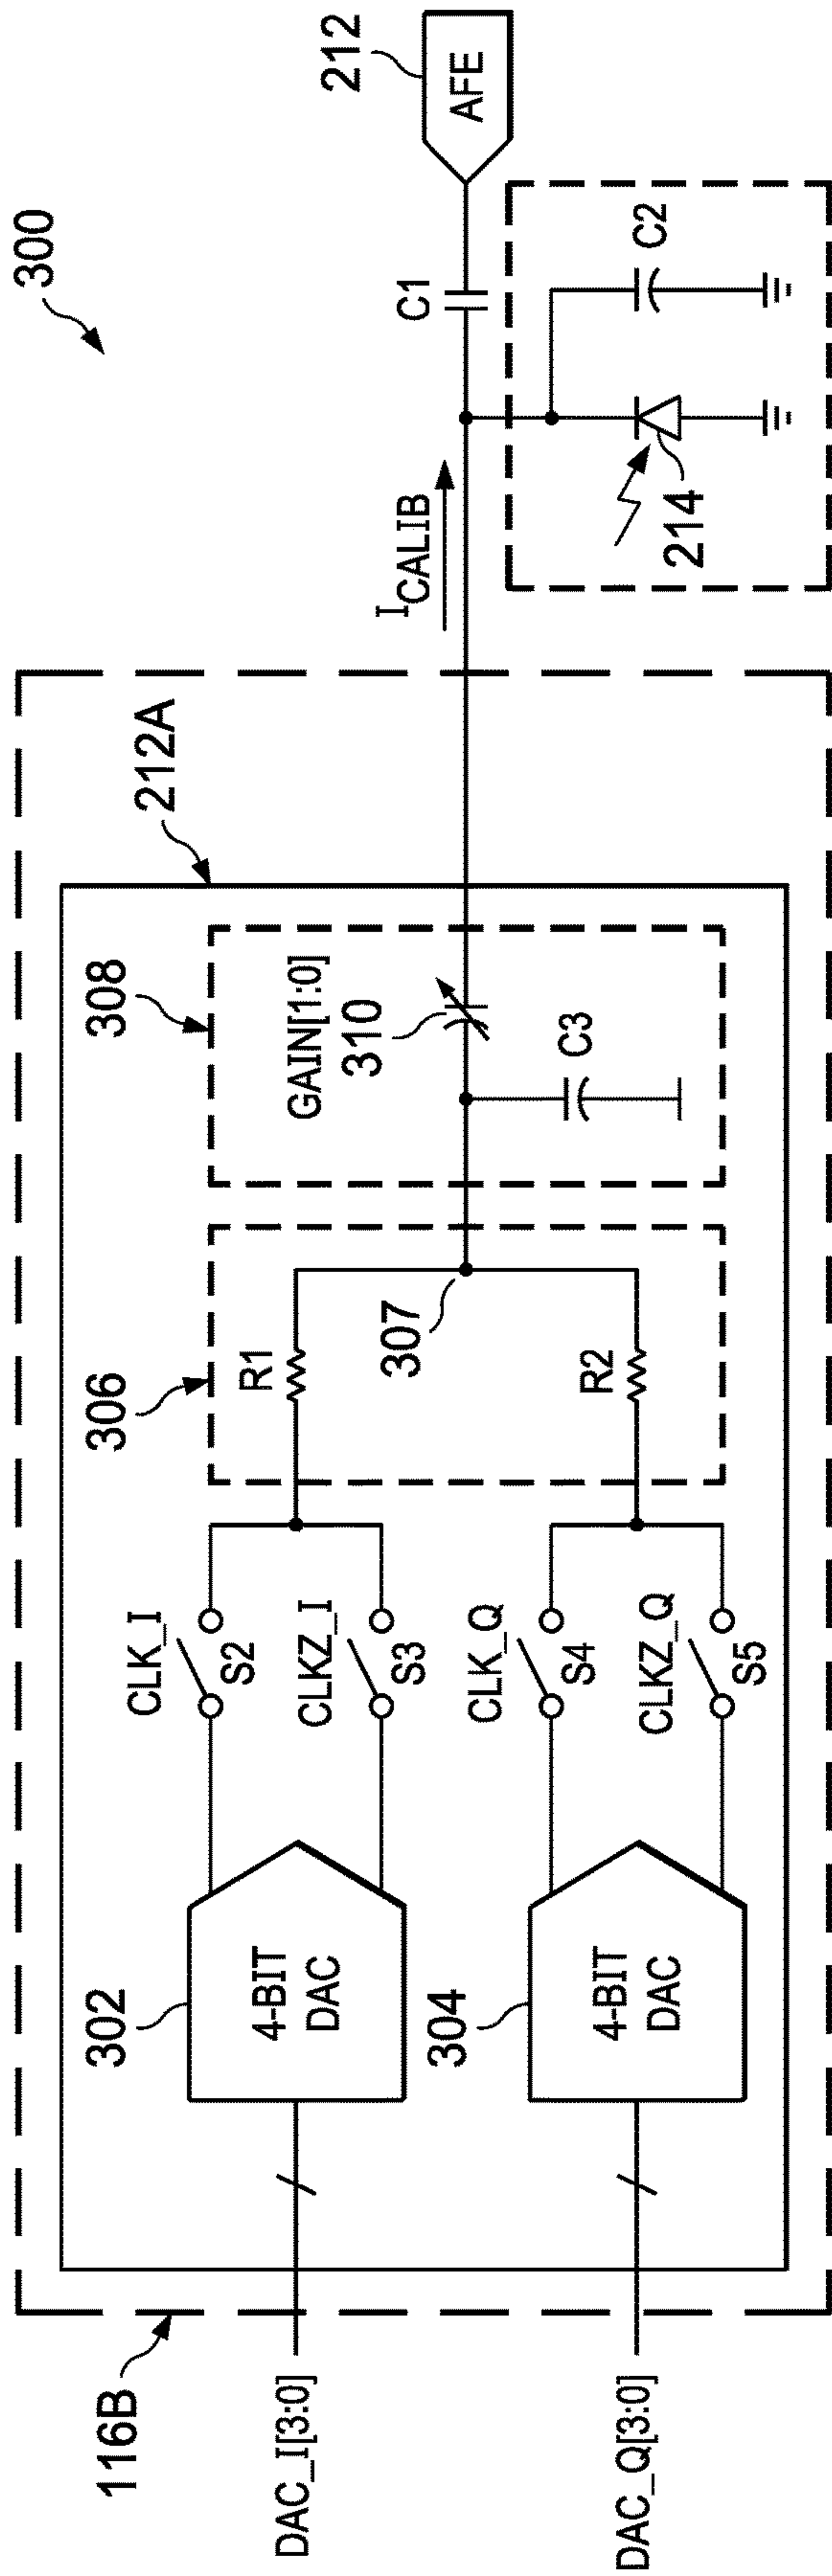 300
116B
212A
308
306
302
4-BIT
DAC
304
4-BIT
DAC
DAC_I[3:0]
DAC_Q[3:0]
CLK_I
S2
CLKZ_I
S3
CLK_Q
S4
CLKZ_Q
S5
R1
R2
307
GAIN[1:0]
310
C3
ICALIB
C1
212
AFE
214
C2